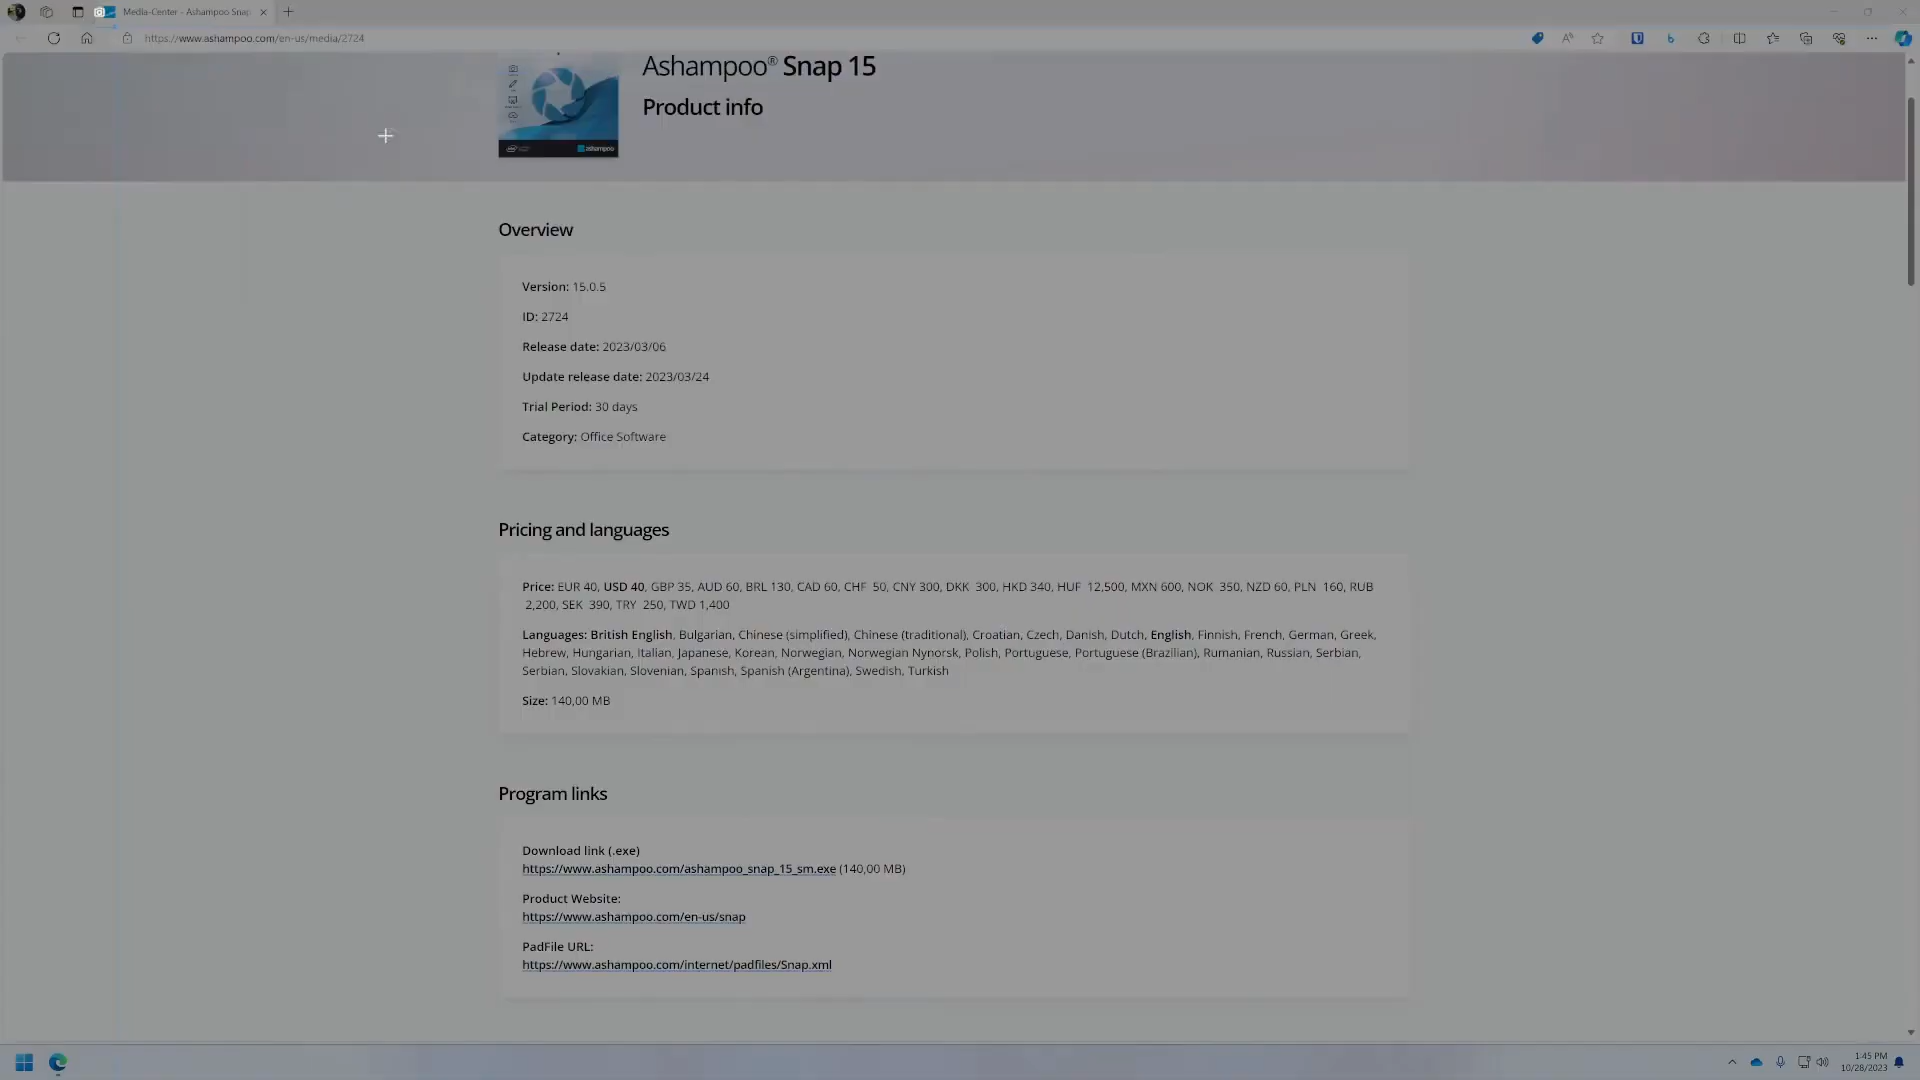 Media-Center - Ashampoo Snap
https://www.ashampoo.com/en-us/media/2724
Ashampoo® Snap 15
Product info
ashampoo
Overview
Version: 15.0.5
ID: 2724
Release date: 2023/03/06
Update release date: 2023/03/24
Trial Period: 30 days
Category: Office Software
Pricing and languages
Price: EUR 40, USD 40, GBP 35, AUD 60, BRL 130, CAD 60, CHF 50, CNY 300, DKK 300, HKD 340, HUF 12,500, MXN 600, NOK 350, NZD 60, PLN 160, RUB
2,200, SEK 390, TRY 250, TWD 1,400
Languages: British English, Bulgarian, Chinese (simplified), Chinese (traditional), Croatian, Czech, Danish, Dutch, English, Finnish, French, German, Greek,
Hebrew, Hungarian, Italian, Japanese, Korean, Norwegian, Norwegian Nynorsk, Polish, Portuguese, Portuguese (Brazilian), Rumanian, Russian, Serbian,
Serbian, Slovakian, Slovenian, Spanish, Spanish (Argentina), Swedish, Turkish
Size: 140,00 MB
Program links
Download link (.exe)
https://www.ashampoo.com/ashampoo_snap_15_sm.exe (140,00 MB)
Product Website:
https://www.ashampoo.com/en-us/snap
PadFile URL:
https://www.ashampoo.com/internet/padfiles/Snap.xml
1:45 PM
10/28/2023